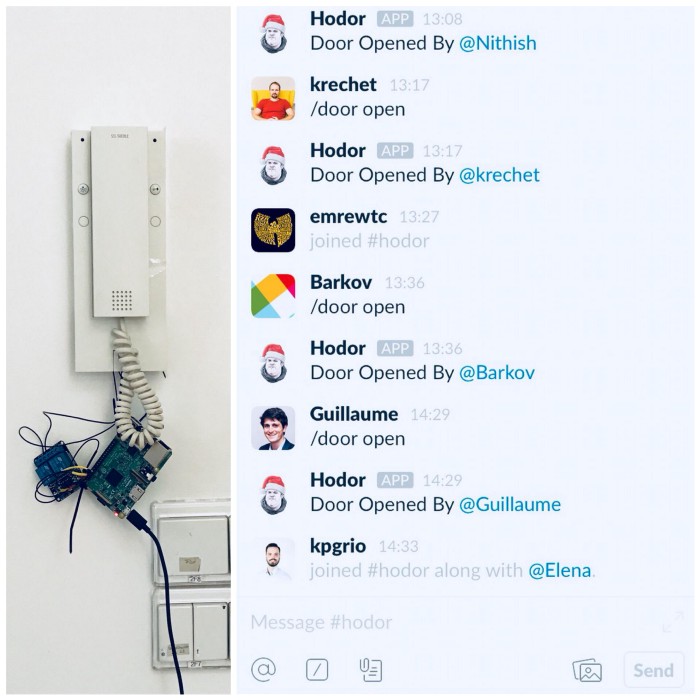 Hodor APP 13:08
Door Opened By @Nithish
krechet 13:17
/door open
Hodor APP 13:17
Door Opened By @krechet
emrewtc 13:27
joined #hodor
Barkov 13:36
/door open
Hodor APP 13:36
Door Opened By @Barkov
Guillaume 14:29
/door open
Hodor APP 14:29
Door Opened By @Guillaume
kpgrio 14:33
joined #hodor along with @Elena.
Message #hodor
Send